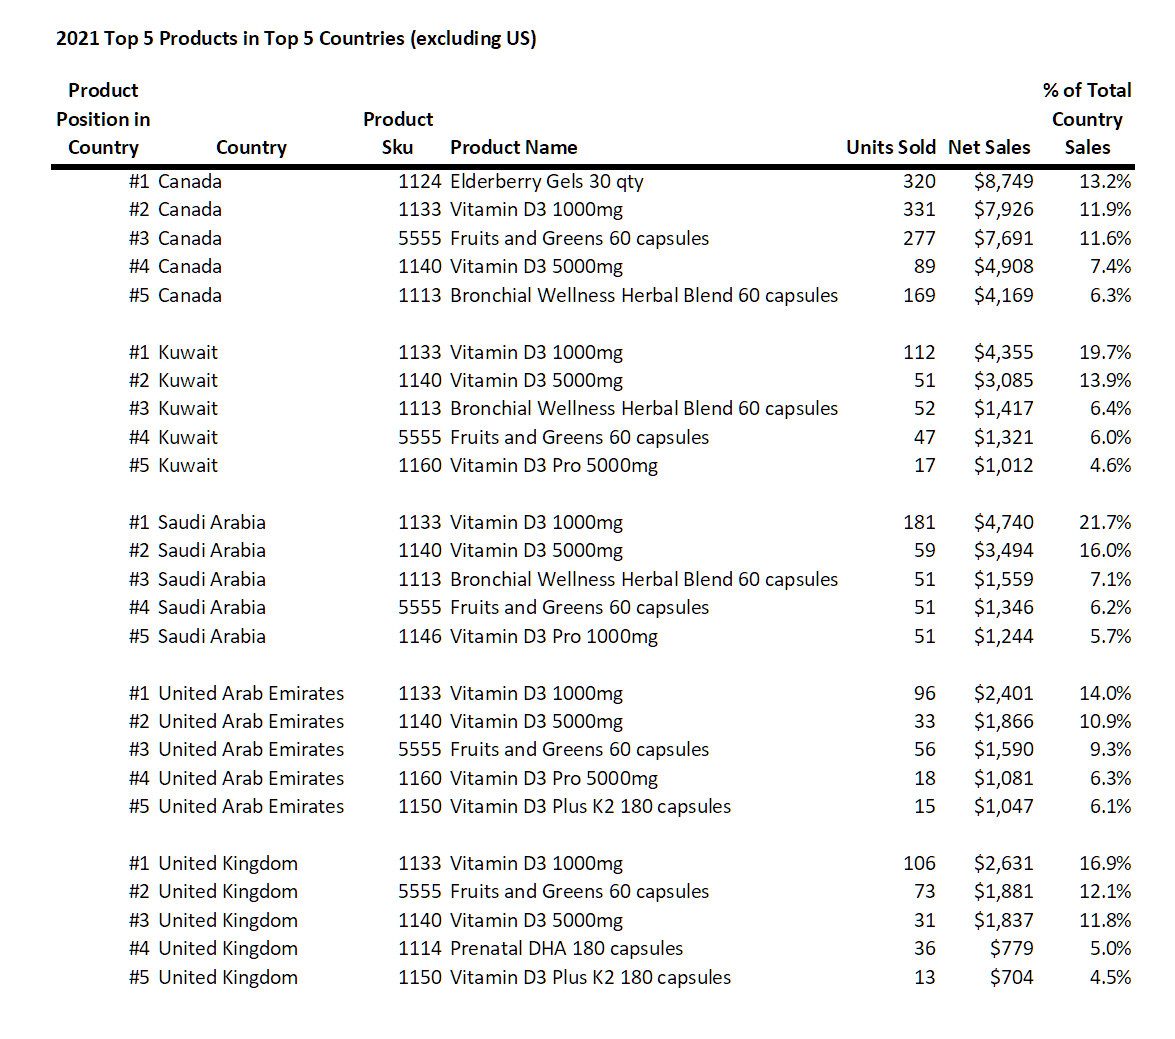 2021 Top 5 Products in Top 5 Countries (excluding US)
Product Position in Country Country Product Sku Product Name Units Sold Net Sales % of Total Country Sales
#1 Canada 1124 Elderberry Gels 30 qty 320 $8,749 13.2%
#2 Canada 1133 Vitamin D3 1000mg 331 $7,926 11.9%
#3 Canada 5555 Fruits and Greens 60 capsules 277 $7,691 11.6%
#4 Canada 1140 Vitamin D3 5000mg 89 $4,908 7.4%
#5 Canada 1113 Bronchial Wellness Herbal Blend 60 capsules 169 $4,169 6.3%
#1 Kuwait 1133 Vitamin D3 1000mg 112 $4,355 19.7%
#2 Kuwait 1140 Vitamin D3 5000mg 51 $3,085 13.9%
#3 Kuwait 1113 Bronchial Wellness Herbal Blend 60 capsules 52 $1,417 6.4%
#4 Kuwait 5555 Fruits and Greens 60 capsules 47 $1,321 6.0%
#5 Kuwait 1160 Vitamin D3 Pro 5000mg 17 $1,012 4.6%
#1 Saudi Arabia 1133 Vitamin D3 1000mg 181 $4,740 21.7%
#2 Saudi Arabia 1140 Vitamin D3 5000mg 59 $3,494 16.0%
#3 Saudi Arabia 1113 Bronchial Wellness Herbal Blend 60 capsules 51 $1,559 7.1%
#4 Saudi Arabia 5555 Fruits and Greens 60 capsules 51 $1,346 6.2%
#5 Saudi Arabia 1146 Vitamin D3 Pro 1000mg 51 $1,244 5.7%
#1 United Arab Emirates 1133 Vitamin D3 1000mg 96 $2,401 14.0%
#2 United Arab Emirates 1140 Vitamin D3 5000mg 33 $1,866 10.9%
#3 United Arab Emirates 5555 Fruits and Greens 60 capsules 56 $1,590 9.3%
#4 United Arab Emirates 1160 Vitamin D3 Pro 5000mg 18 $1,081 6.3%
#5 United Arab Emirates 1150 Vitamin D3 Plus K2 180 capsules 15 $1,047 6.1%
#1 United Kingdom 1133 Vitamin D3 1000mg 106 $2,631 16.9%
#2 United Kingdom 5555 Fruits and Greens 60 capsules 73 $1,881 12.1%
#3 United Kingdom 1140 Vitamin D3 5000mg 31 $1,837 11.8%
#4 United Kingdom 1114 Prenatal DHA 180 capsules 36 $779 5.0%
#5 United Kingdom 1150 Vitamin D3 Plus K2 180 capsules 13 $704 4.5%